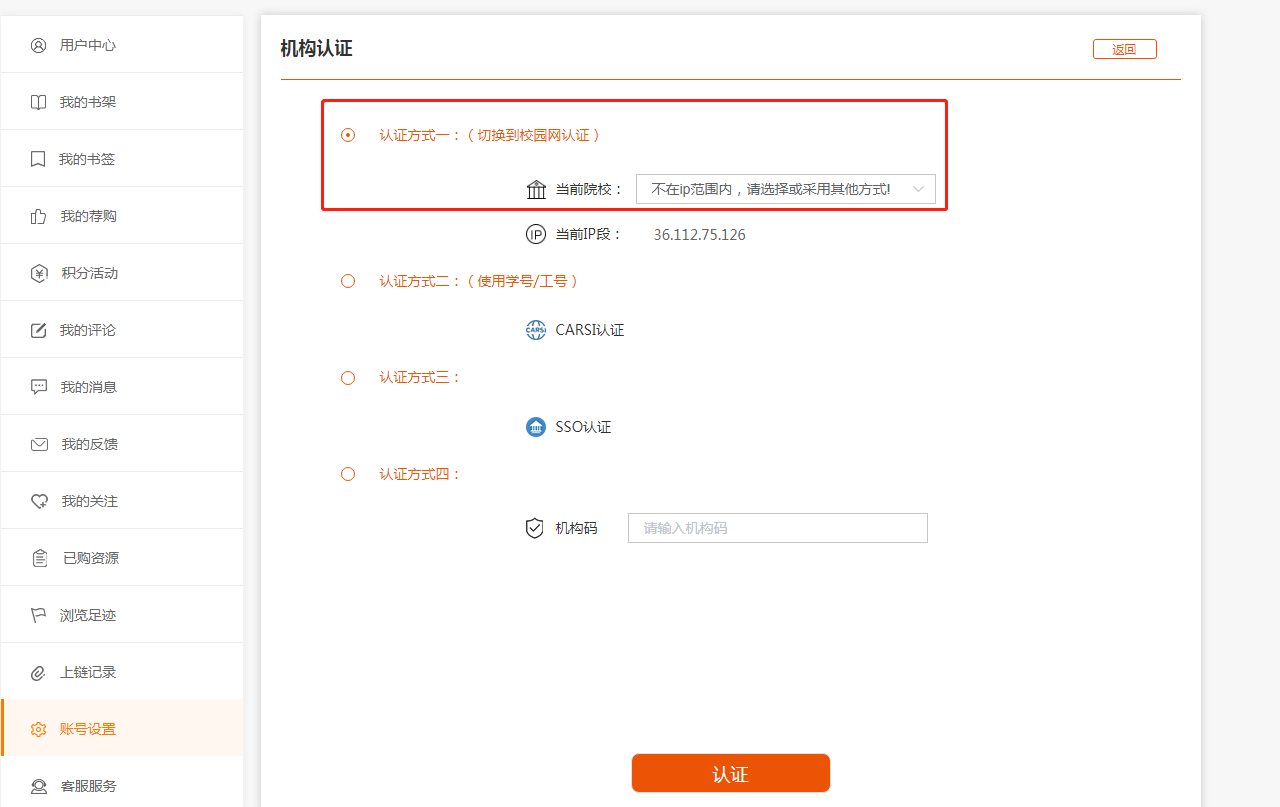 用户中心
我的书架
我的书签
我的荐购
积分活动
我的评论
我的消息
我的反馈
我的关注
已购资源
浏览足迹
上链记录
账号设置
客服服务
机构认证
返回
认证方式一：（切换到校园网认证）
当前院校： 不在ip范围内，请选择或采用其他方式!
IP 当前IP段： 36.112.75.126
认证方式二：（使用学号/工号）
CARSI CARSI认证
认证方式三：
SSO认证
认证方式四：
机构码 请输入机构码
认证